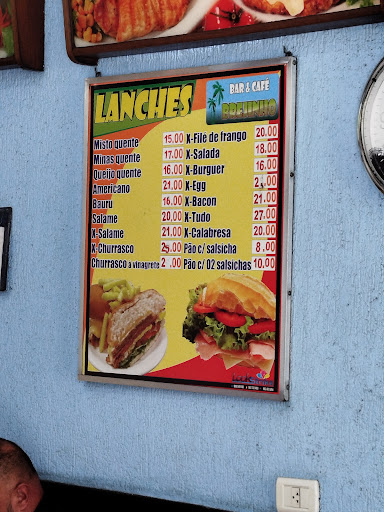 LANCHES
BAR & CAFÉ
Misto quente 15.00
Minas quente 17.00
Queijo quente 16.00
Americano 21.00
Bauru 16.00
Salame 20.00
X.Salame 21.00
X.Churrasco
Churrasco a vinagrete
X-Filé de frango 20.00
X-Salada 18.00
X-Burguer 16.00
X-Egg
X-Bacon 21.00
X-Tudo 27.00
X-Calabresa 20.00
Pão c/ salsicha 8.00
Pão c/ 02 salsichas 10.00